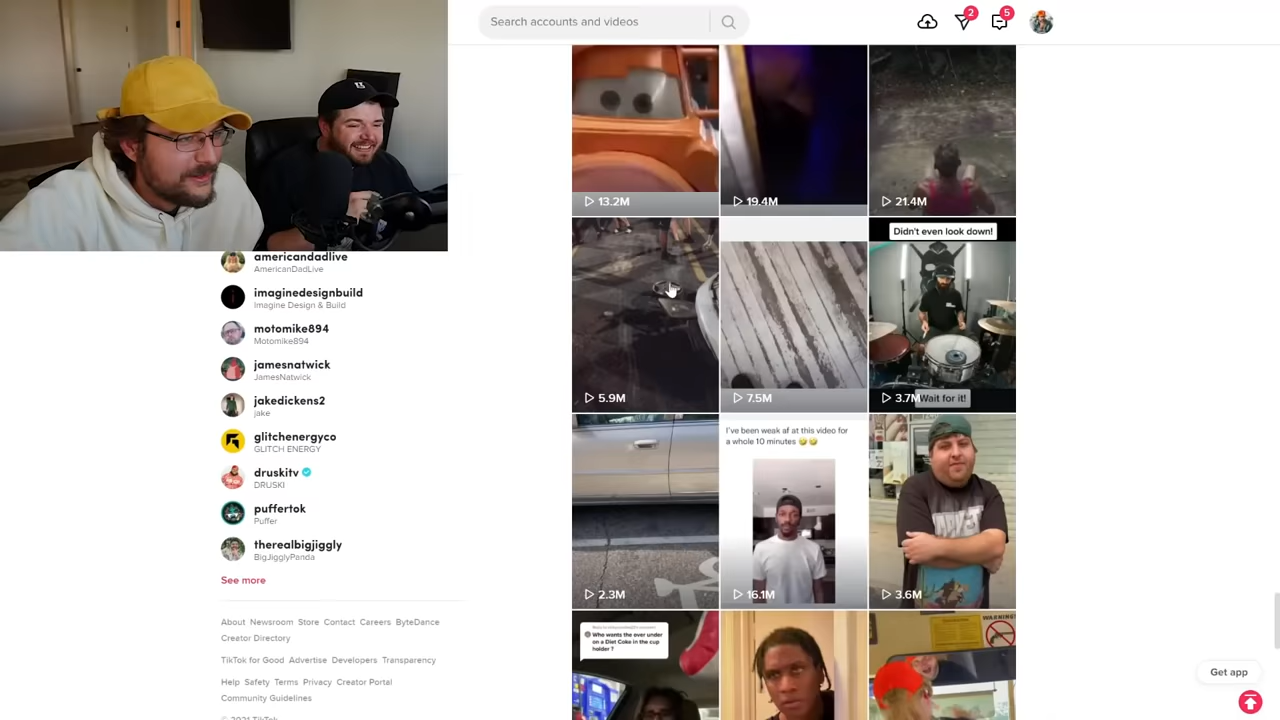 Search accounts and videos
2
5
13.2M
19.4M
21.4M
americandadlive
AmericanDadLive
imaginedesignbuild
Imagine Design & Build
motomike894
Motomike894
jamesnatwick
JamesNatwick
jakedickens2
jake
glitchenergyco
GLITCH ENERGY
druskitv
DRUSKI
puffertok
Puffer
therealbigjiggly
BigJigglyPanda
See more
About Newsroom Store Contact Careers ByteDance
Creator Directory
TikTok for Good Advertise Developers Transparency
Help Safety Terms Privacy Creator Portal
Community Guidelines
© 2021 TikTok
5.9M
7.5M
Didn't even look down!
Wait for it!
3.7M
2.3M
I've been weak af at this video for
a whole 10 minutes 🤣🤣
16.1M
3.6M
Who wants the over under
on a Diet Coke in the cup
holder ?
WARNING!
Get app